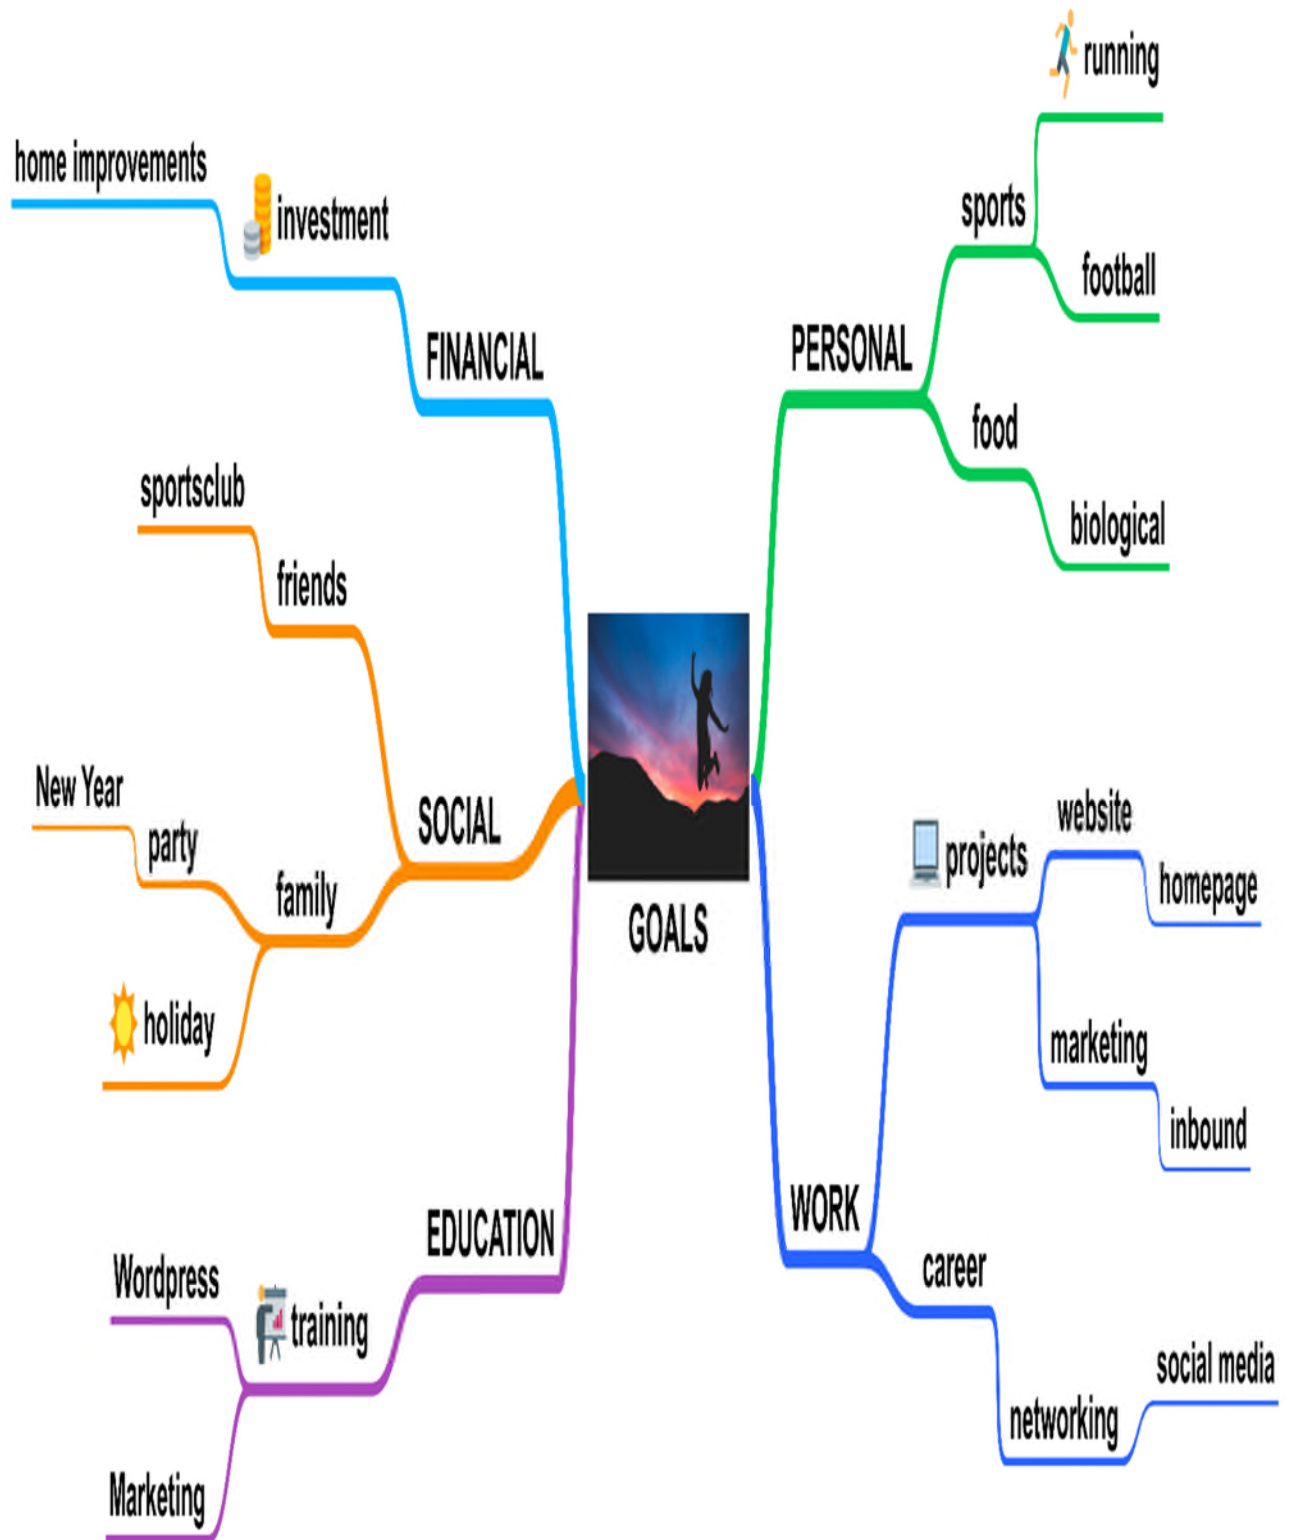 running
home improvements
investment
sports
football
FINANCIAL
PERSONAL
food
sportsclub
biological
friends
New Year
party
SOCIAL
family
website
projects
homepage
GOALS
holiday
marketing
inbound
WORK
EDUCATION
career
Wordpress
training
social media
networking
Marketing